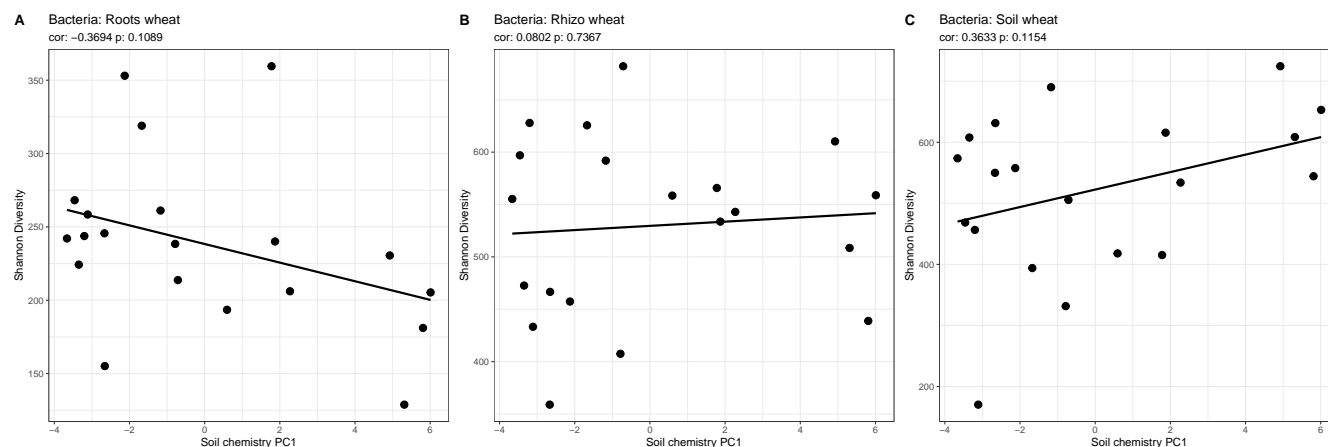 A
Bacteria: Roots wheat
cor: −0.3694 p: 0.1089
350
300
250
200
150
Shannon Diversity
−4
−2
0
2
4
6
Soil chemistry PC1
B
Bacteria: Rhizo wheat
cor: 0.0802 p: 0.7367
600
500
400
Shannon Diversity
−4
−2
0
2
4
6
Soil chemistry PC1
C
Bacteria: Soil wheat
cor: 0.3633 p: 0.1154
600
400
200
Shannon Diversity
−4
−2
0
2
4
6
Soil chemistry PC1